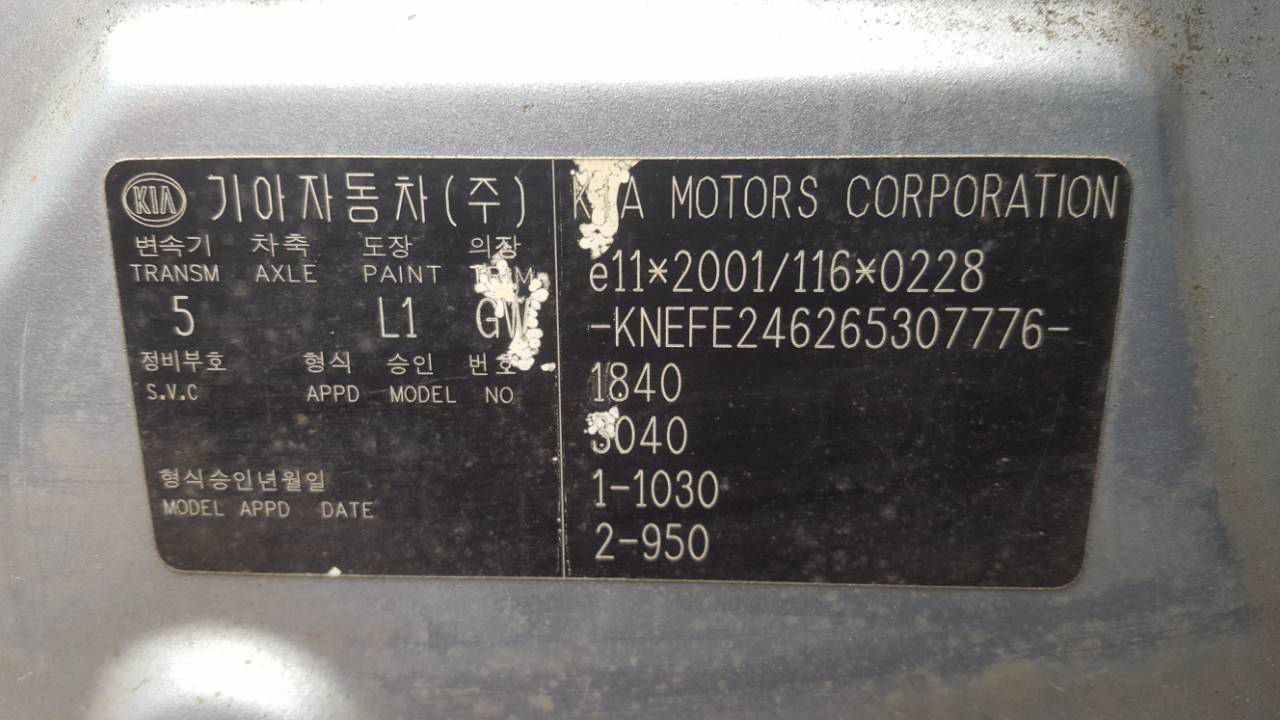 KIA 기아자동차(주)
변속기 차축 도장 의장
TRANSM AXLE PAINT TRIM
5 L1 GW
정비부호 형식 승인 번호
S.V.C APPD MODEL NO
형식승인년월일
MODEL APPD DATE
KIA MOTORS CORPORATION
e11*2001/116*0228
-KNEFE246265307776-
1840
3040
1-1030
2-950